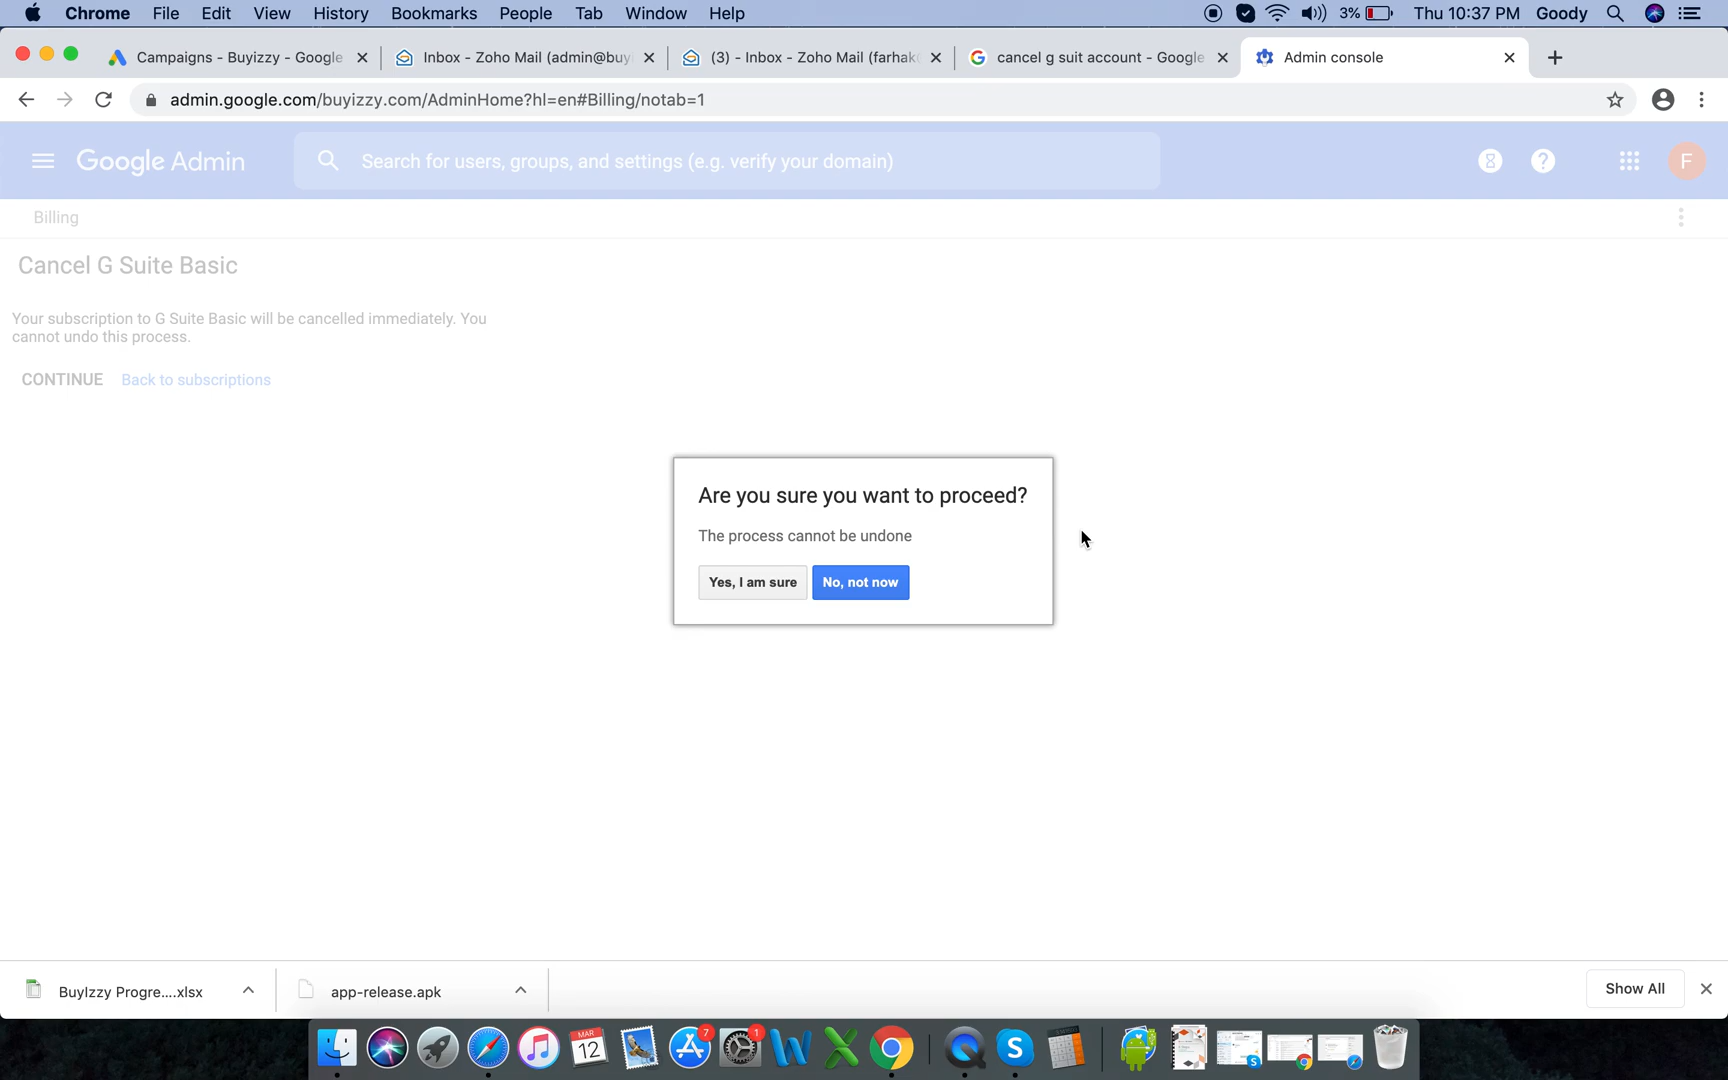 Chrome File Edit View History Bookmarks People Tab Window Help 3% Thu 10:37 PM Goody
Campaigns - Buyizzy - Google Inbox - Zoho Mail (admin@buy (3) - Inbox - Zoho Mail (farhak cancel g suit account - Google Admin console
admin.google.com/buyizzy.com/AdminHome?hl=en#Billing/notab=1
Google Admin Search for users, groups, and settings (e.g. verify your domain) F
Billing
Cancel G Suite Basic
Your subscription to G Suite Basic will be cancelled immediately. You
cannot undo this process.
CONTINUE Back to subscriptions
Are you sure you want to proceed?
The process cannot be undone
Yes, I am sure No, not now
BuyIzzy Progre....xlsx app-release.apk Show All
MAR 12 7 1